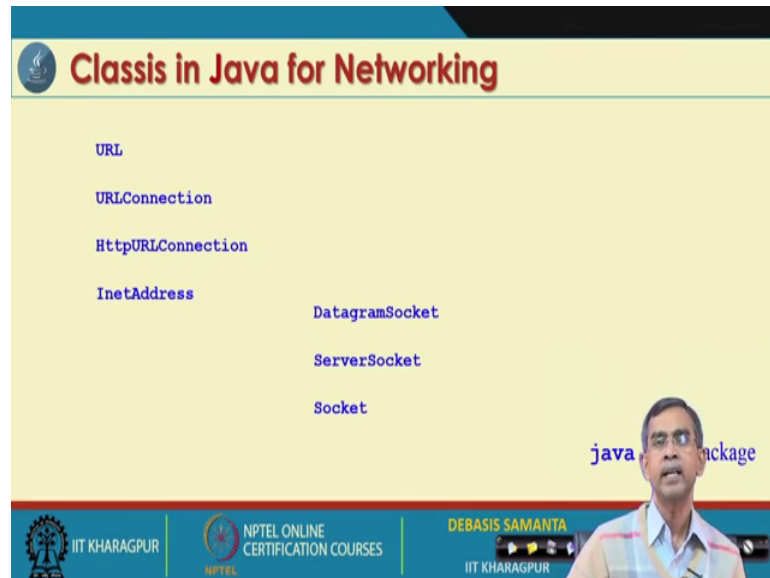 Classis in Java for Networking
URL
URLConnection
HttpURLConnection
InetAddress
DatagramSocket
ServerSocket
Socket
java ackage
IIT KHARAGPUR
NPTEL
NPTEL ONLINE
CERTIFICATION COURSES
DEBASIS SAMANTA
IIT KHARAGPUR